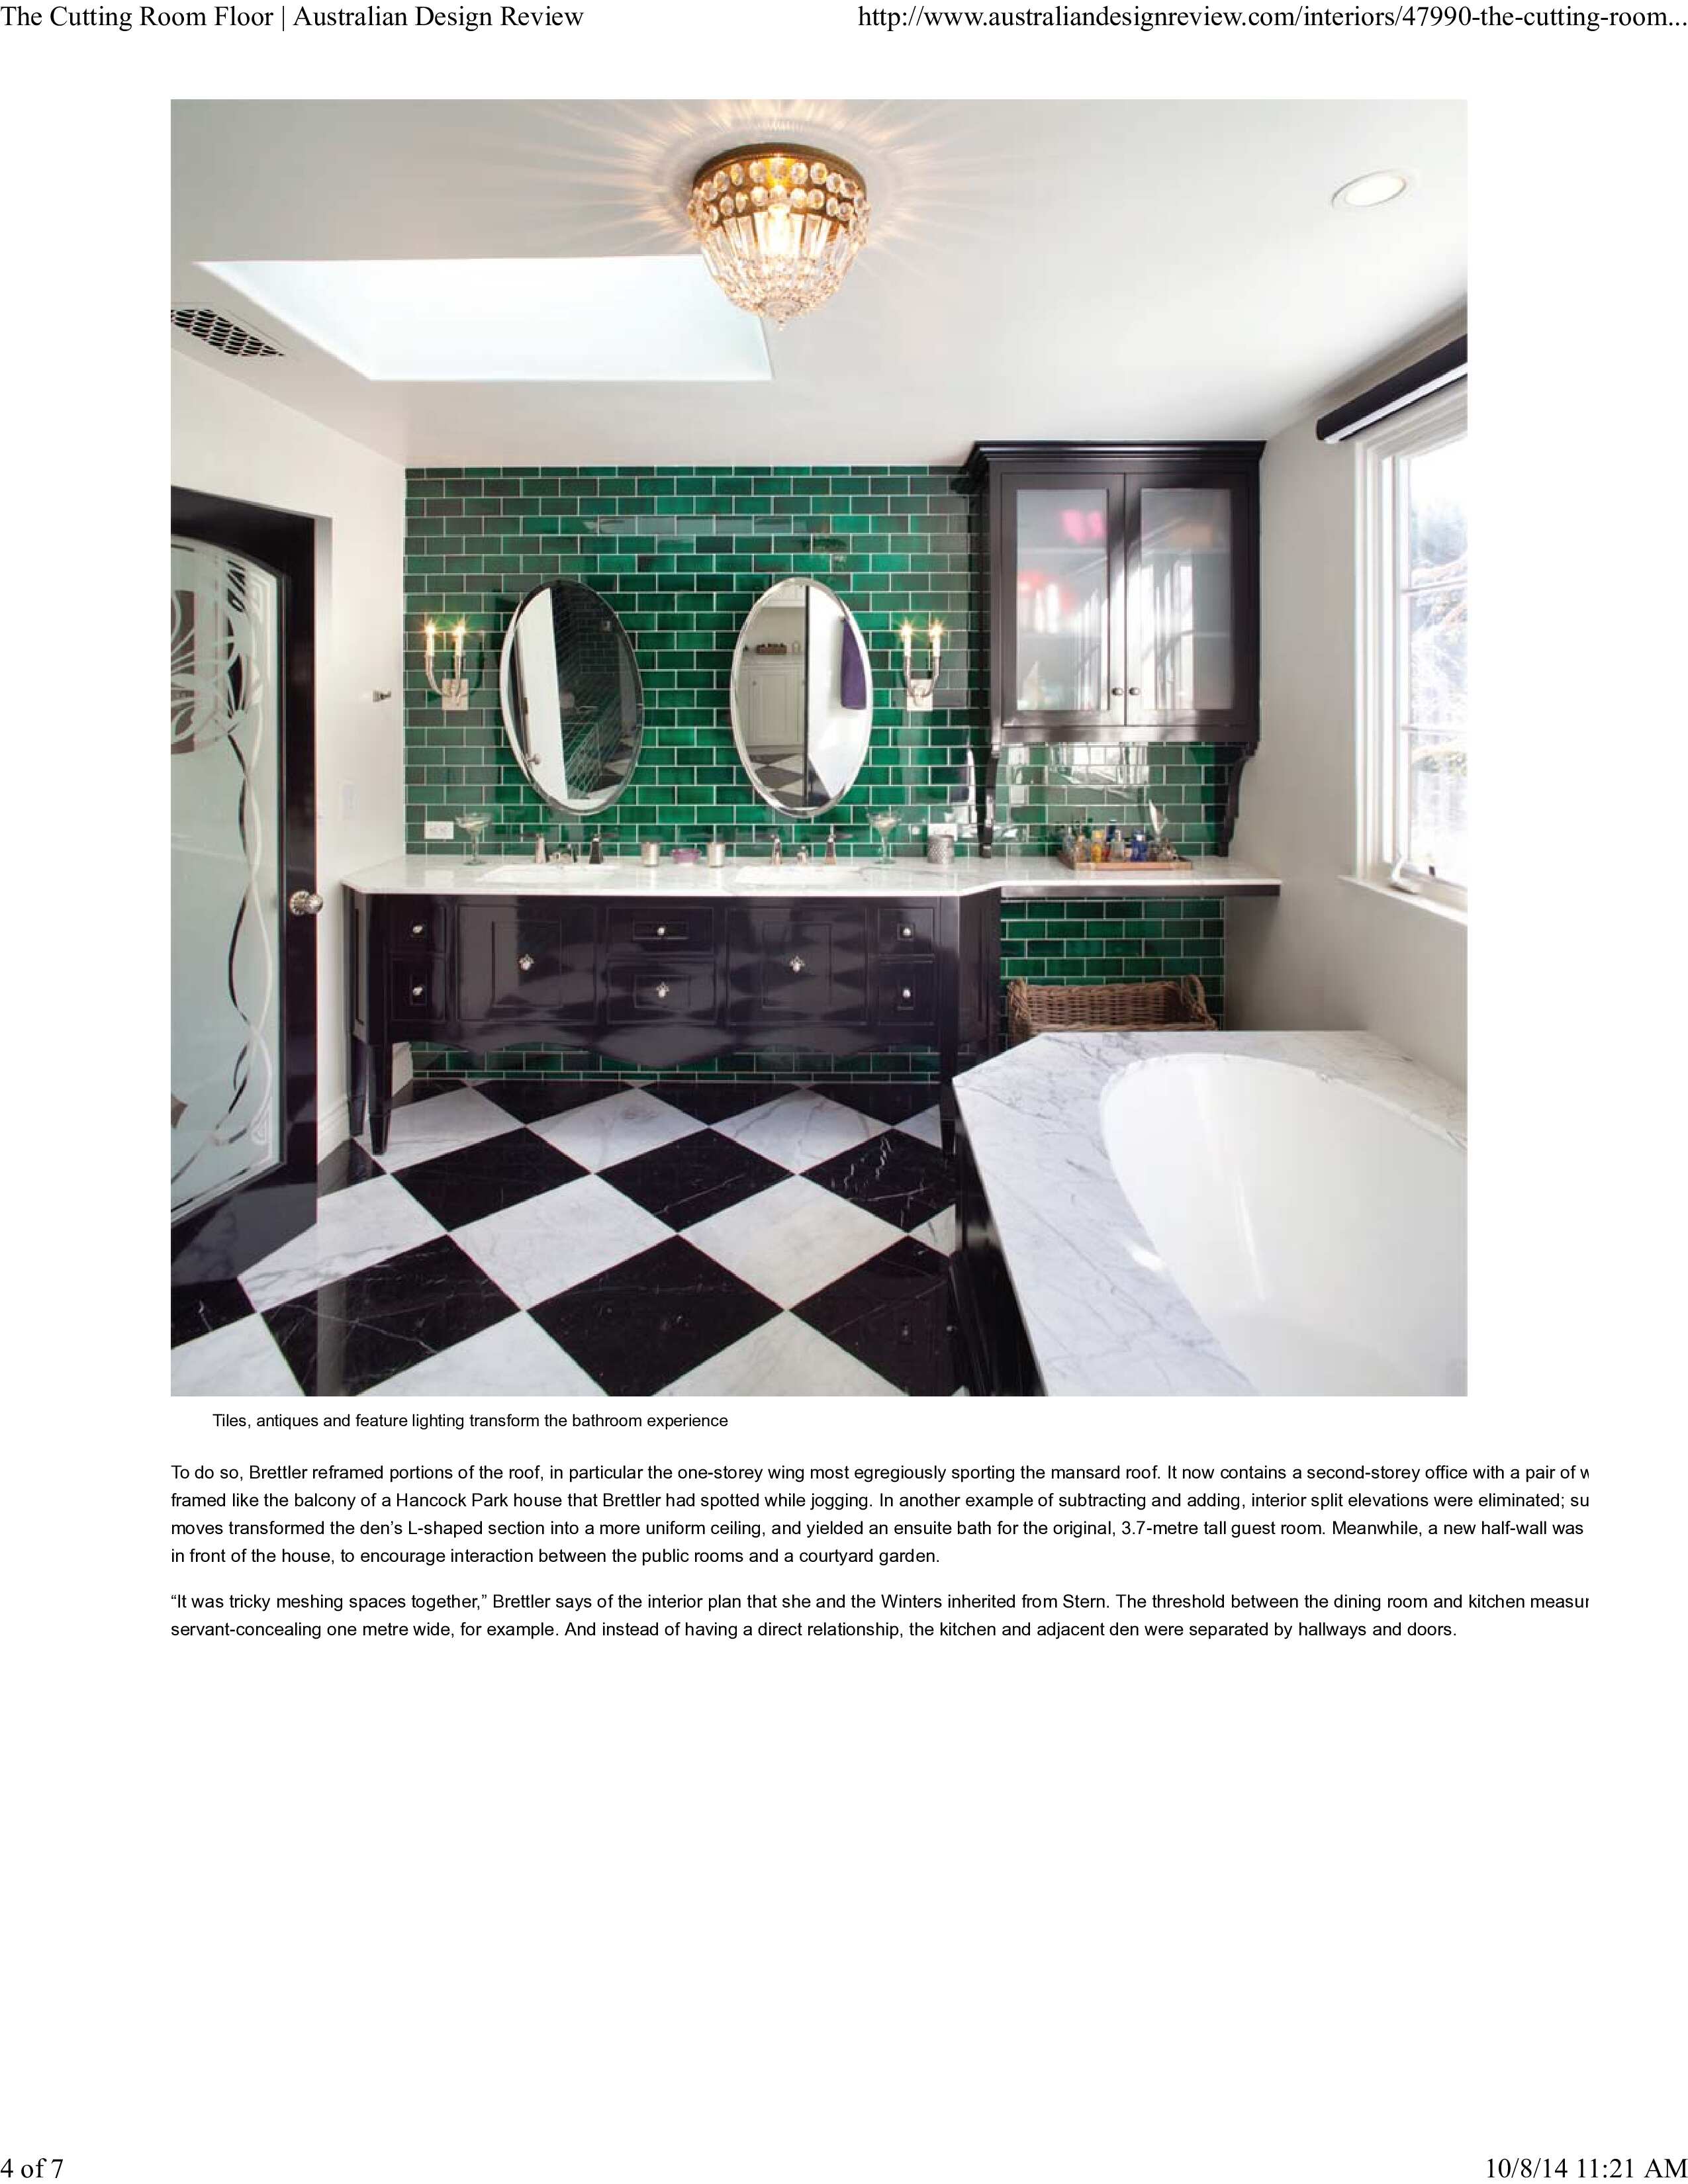 The Cutting Room Floor | Australian Design Review
http://www.australiandesignreview.com/interiors/47990-the-cutting-room...
Tiles, antiques and feature lighting transform the bathroom experience
To do so, Brettler reframed portions of the roof, in particular the one-storey wing most egregiously sporting the mansard roof. It now contains a second-storey office with a pair of w
framed like the balcony of a Hancock Park house that Brettler had spotted while jogging. In another example of subtracting and adding, interior split elevations were eliminated; su
moves transformed the den’s L-shaped section into a more uniform ceiling, and yielded an ensuite bath for the original, 3.7-metre tall guest room. Meanwhile, a new half-wall was
in front of the house, to encourage interaction between the public rooms and a courtyard garden.
“It was tricky meshing spaces together,” Brettler says of the interior plan that she and the Winters inherited from Stern. The threshold between the dining room and kitchen measur
servant-concealing one metre wide, for example. And instead of having a direct relationship, the kitchen and adjacent den were separated by hallways and doors.
4 of 7
10/8/14 11:21 AM